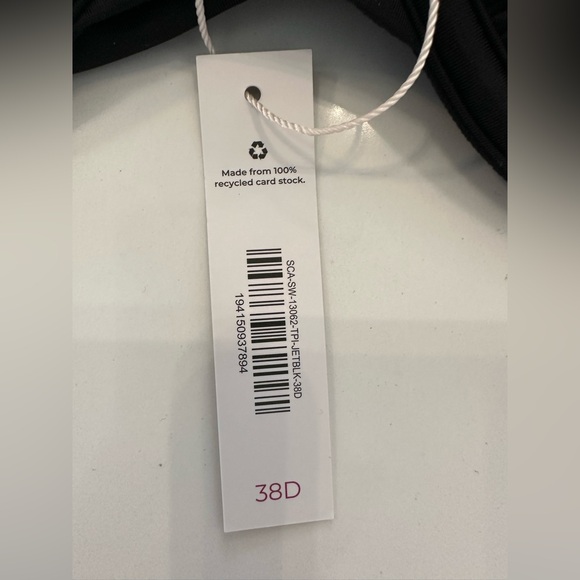 Made from 100%
recycled card stock.
SCA-SW-13062-TPI-JETBLK-38D
194150937894
38D